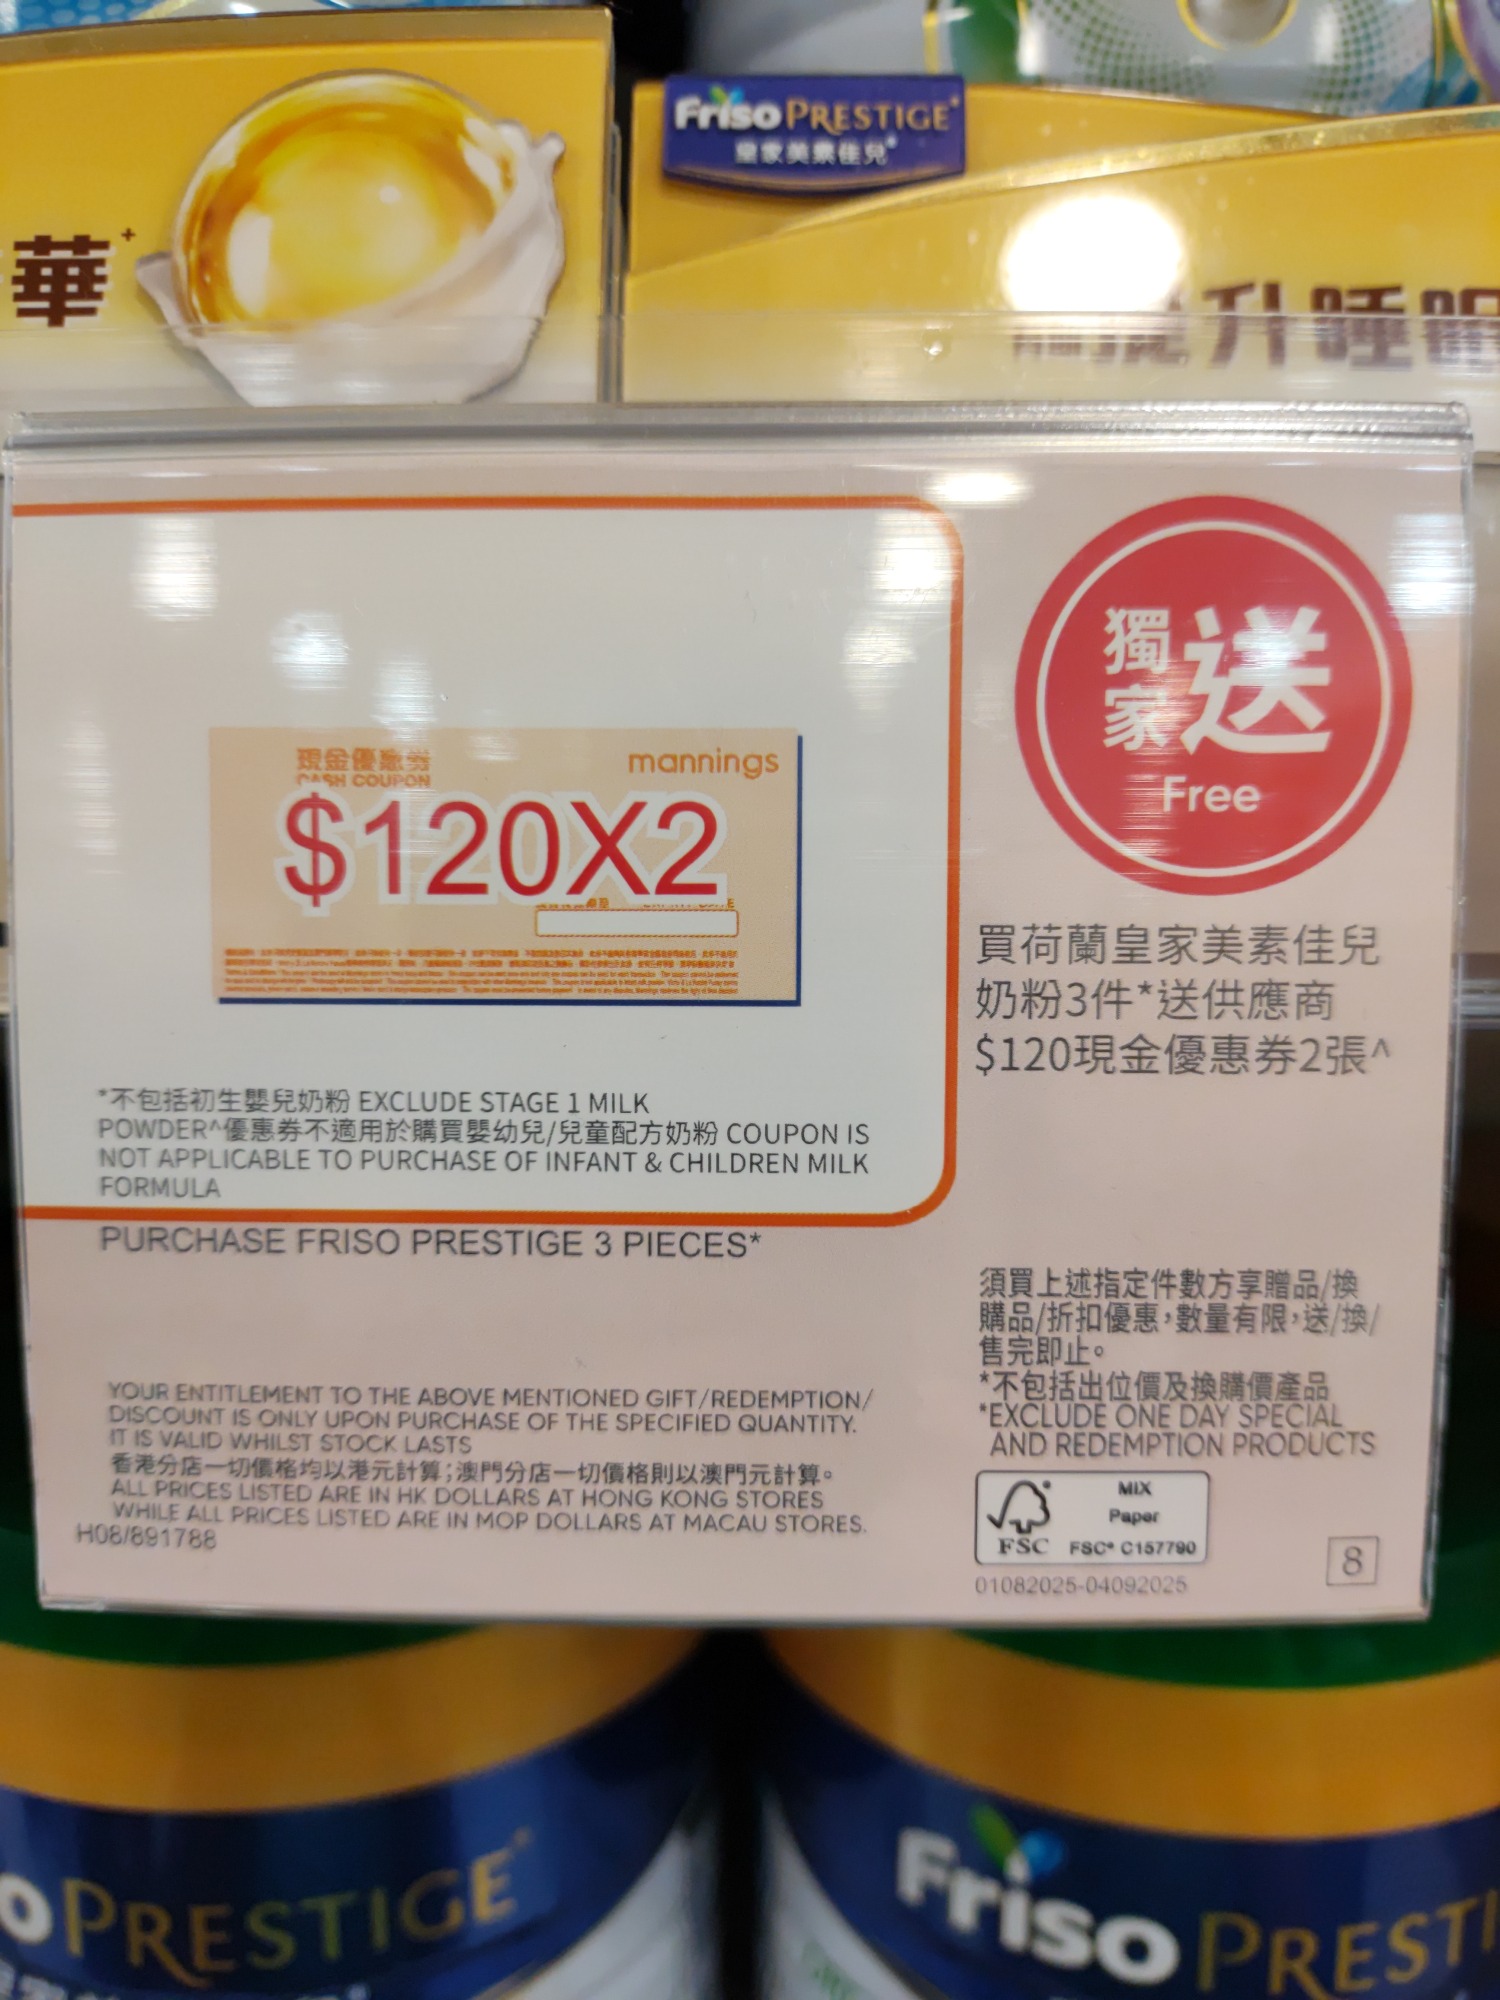 Friso PRESTIGE
皇家美素佳兒
華+
升睡眠
獨家送
Free
現金優惠券
CASH COUPON
mannings
$120X2
買荷蘭皇家美素佳兒
奶粉3件*送供應商
$120現金優惠券2張^
*不包括初生嬰兒奶粉 EXCLUDE STAGE 1 MILK
POWDER^優惠券不適用於購買嬰幼兒/兒童配方奶粉 COUPON IS
NOT APPLICABLE TO PURCHASE OF INFANT & CHILDREN MILK
FORMULA
PURCHASE FRISO PRESTIGE 3 PIECES*
須買上述指定件數方享贈品/換
購品/折扣優惠，數量有限，送/換/
售完即止。
*不包括出位價及換購價產品
*EXCLUDE ONE DAY SPECIAL
AND REDEMPTION PRODUCTS
YOUR ENTITLEMENT TO THE ABOVE MENTIONED GIFT/REDEMPTION/
DISCOUNT IS ONLY UPON PURCHASE OF THE SPECIFIED QUANTITY.
IT IS VALID WHILST STOCK LASTS
香港分店一切價格均以港元計算；澳門分店一切價格則以澳門元計算。
ALL PRICES LISTED ARE IN HK DOLLARS AT HONG KONG STORES
WHILE ALL PRICES LISTED ARE IN MOP DOLLARS AT MACAU STORES.
H08/891788
FSC
MIX
Paper
FSC® C157790
01082025-04092025
8
o PRESTIGE
Friso PRESTI